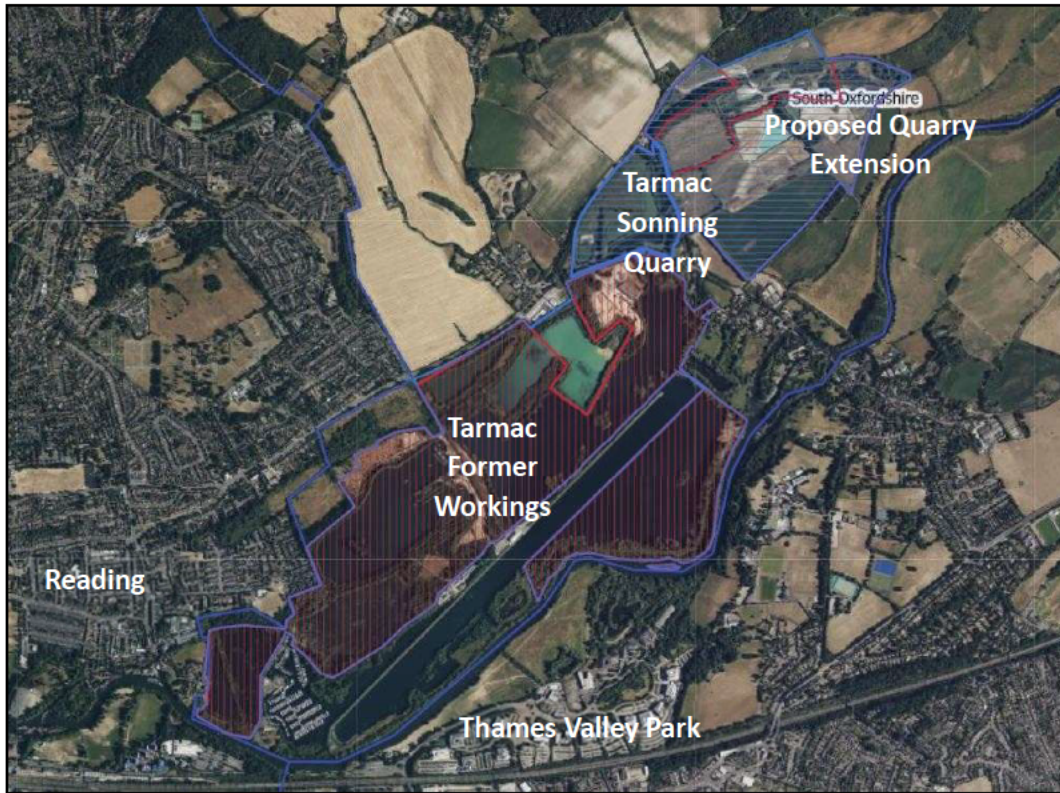 South Oxfordshire
Proposed Quarry
Extension
Tarmac
Sonning
Quarry
Tarmac
Former
Workings
Reading
Thames Valley Park